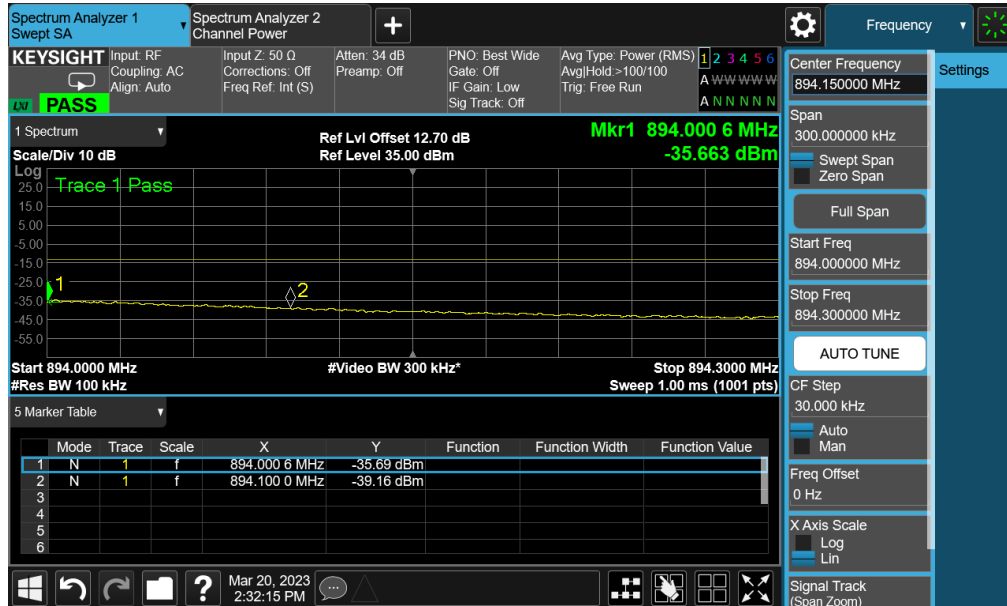 Spectrum Analyzer 1
Swept SA
Spectrum Analyzer 2
Channel Power
+
Frequency
KEYSIGHT
Input: RF
Coupling: AC
Align: Auto
Input Z: 50 Ω
Corrections: Off
Freq Ref: Int (S)
Atten: 34 dB
Preamp: Off
PNO: Best Wide
Gate: Off
IF Gain: Low
Sig Track: Off
Avg Type: Power (RMS)
Avg|Hold:>100/100
Trig: Free Run
1 2 3 4 5 6
A W W W W W
A N N N N N
LXI PASS
1 Spectrum
Scale/Div 10 dB
Ref Lvl Offset 12.70 dB
Ref Level 35.00 dBm
Mkr1 894.000 6 MHz
-35.663 dBm
Log
Trace 1 Pass
25.0
15.0
5.00
-5.00
-15.0
-25.0
-35.0
-45.0
-55.0
1
2
Start 894.0000 MHz
#Video BW 300 kHz*
Stop 894.3000 MHz
#Res BW 100 kHz
Sweep 1.00 ms (1001 pts)
5 Marker Table
Mode Trace Scale X Y Function Function Width Function Value
1 N 1 f 894.000 6 MHz -35.69 dBm
2 N 1 f 894.100 0 MHz -39.16 dBm
3
4
5
6
Mar 20, 2023
2:32:15 PM
?
Center Frequency
894.150000 MHz
Settings
Span
300.000000 kHz
Swept Span
Zero Span
Full Span
Start Freq
894.000000 MHz
Stop Freq
894.300000 MHz
AUTO TUNE
CF Step
30.000 kHz
Auto
Man
Freq Offset
0 Hz
X Axis Scale
Log
Lin
Signal Track
(Span Zoom)